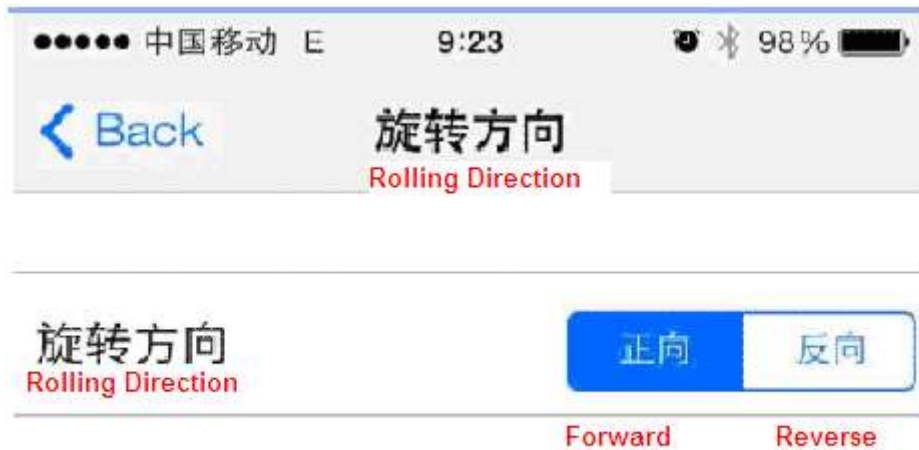 中国移动 E 9:23 98%
Back 旋转方向
Rolling Direction
旋转方向 正向 反向
Rolling Direction
Forward Reverse